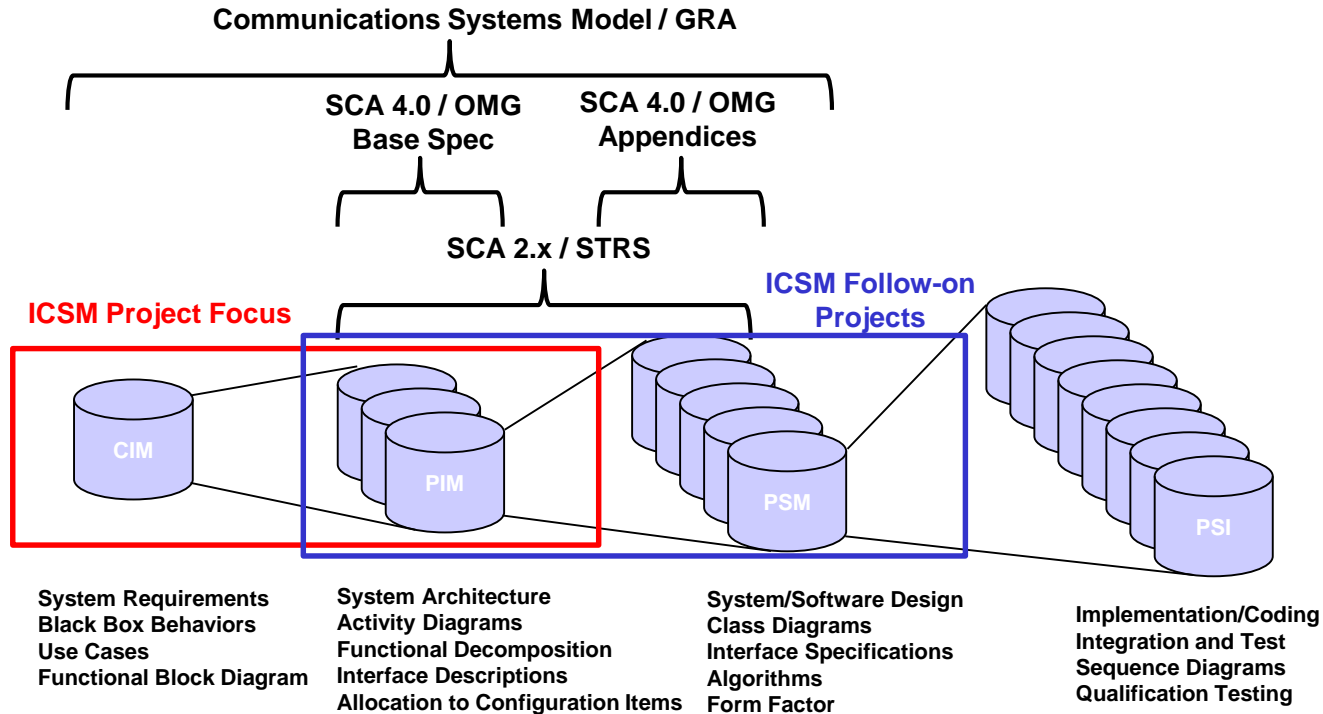 Communications Systems Model / GRA
SCA 4.0 / OMG
Base Spec
SCA 4.0 / OMG
Appendices
SCA 2.x / STRS
ICSM Project Focus
ICSM Follow-on
Projects
CIM
PIM
PSM
PSI
System Requirements
Black Box Behaviors
Use Cases
Functional Block Diagram
System Architecture
Activity Diagrams
Functional Decomposition
Interface Descriptions
Allocation to Configuration Items
System/Software Design
Class Diagrams
Interface Specifications
Algorithms
Form Factor
Implementation/Coding
Integration and Test
Sequence Diagrams
Qualification Testing